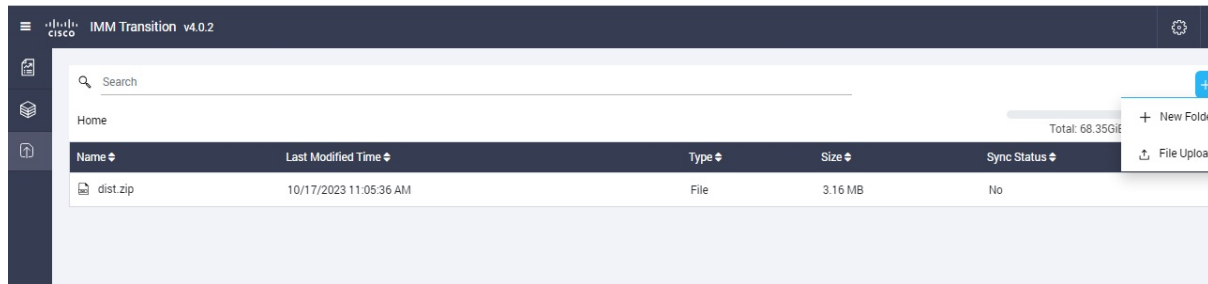 cisco IMM Transition v4.0.2
Search
+ New Folde
Home
Total: 68.35GiB
File Uploa
Name Last Modified Time Type Size Sync Status
dist.zip 10/17/2023 11:05:36 AM File 3.16 MB No